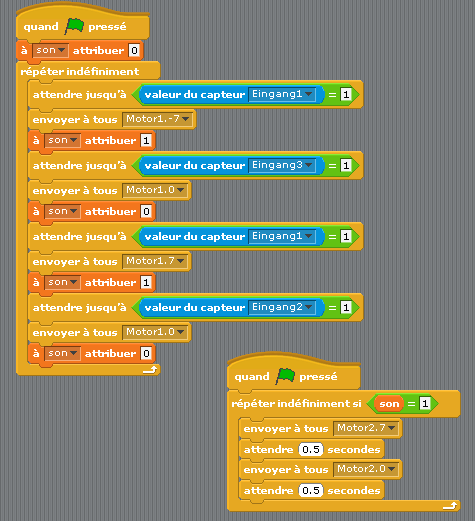 quand pressé
à son attribuer 0
répéter indéfiniment
attendre jusqu'à valeur du capteur Eingang1 = 1
envoyer à tous Motor1.-7
à son attribuer 1
attendre jusqu'à valeur du capteur Eingang3 = 1
envoyer à tous Motor1.0
à son attribuer 0
attendre jusqu'à valeur du capteur Eingang1 = 1
envoyer à tous Motor1.7
à son attribuer 1
attendre jusqu'à valeur du capteur Eingang2 = 1
envoyer à tous Motor1.0
à son attribuer 0
quand pressé
répéter indéfiniment si son = 1
envoyer à tous Motor2.7
attendre 0.5 secondes
envoyer à tous Motor2.0
attendre 0.5 secondes